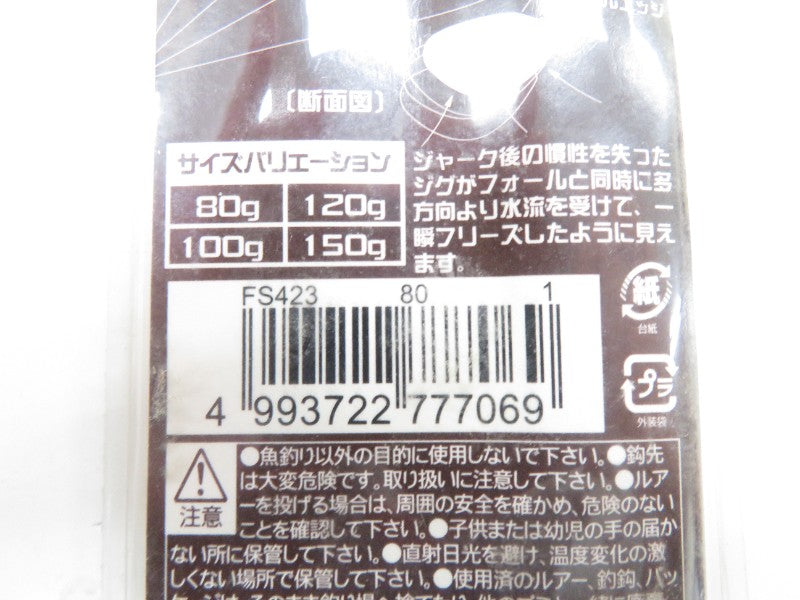 〔断面図〕
サイズバリエーション
80g 120g
100g 150g
ジャーク後の慣性を失った
ジグがフォールと同時に多
方向より水流を受けて、一
瞬フリーズしたように見え
ます。
紙
台紙
プラ
外装袋
FS423 80 1
4 993722 777069
注意
●魚釣り以外の目的に使用しないで下さい。●鈎先
は大変危険です。取り扱いに注意して下さい。●ルア
ーを投げる場合は、周囲の安全を確かめ、危険のない
ことを確認して下さい。●子供または幼児の手の届か
ない所に保管して下さい。●直射日光を避け、温度変化の激
しくない場所で保管して下さい。●使用済のルアー、釣鈎、パッ